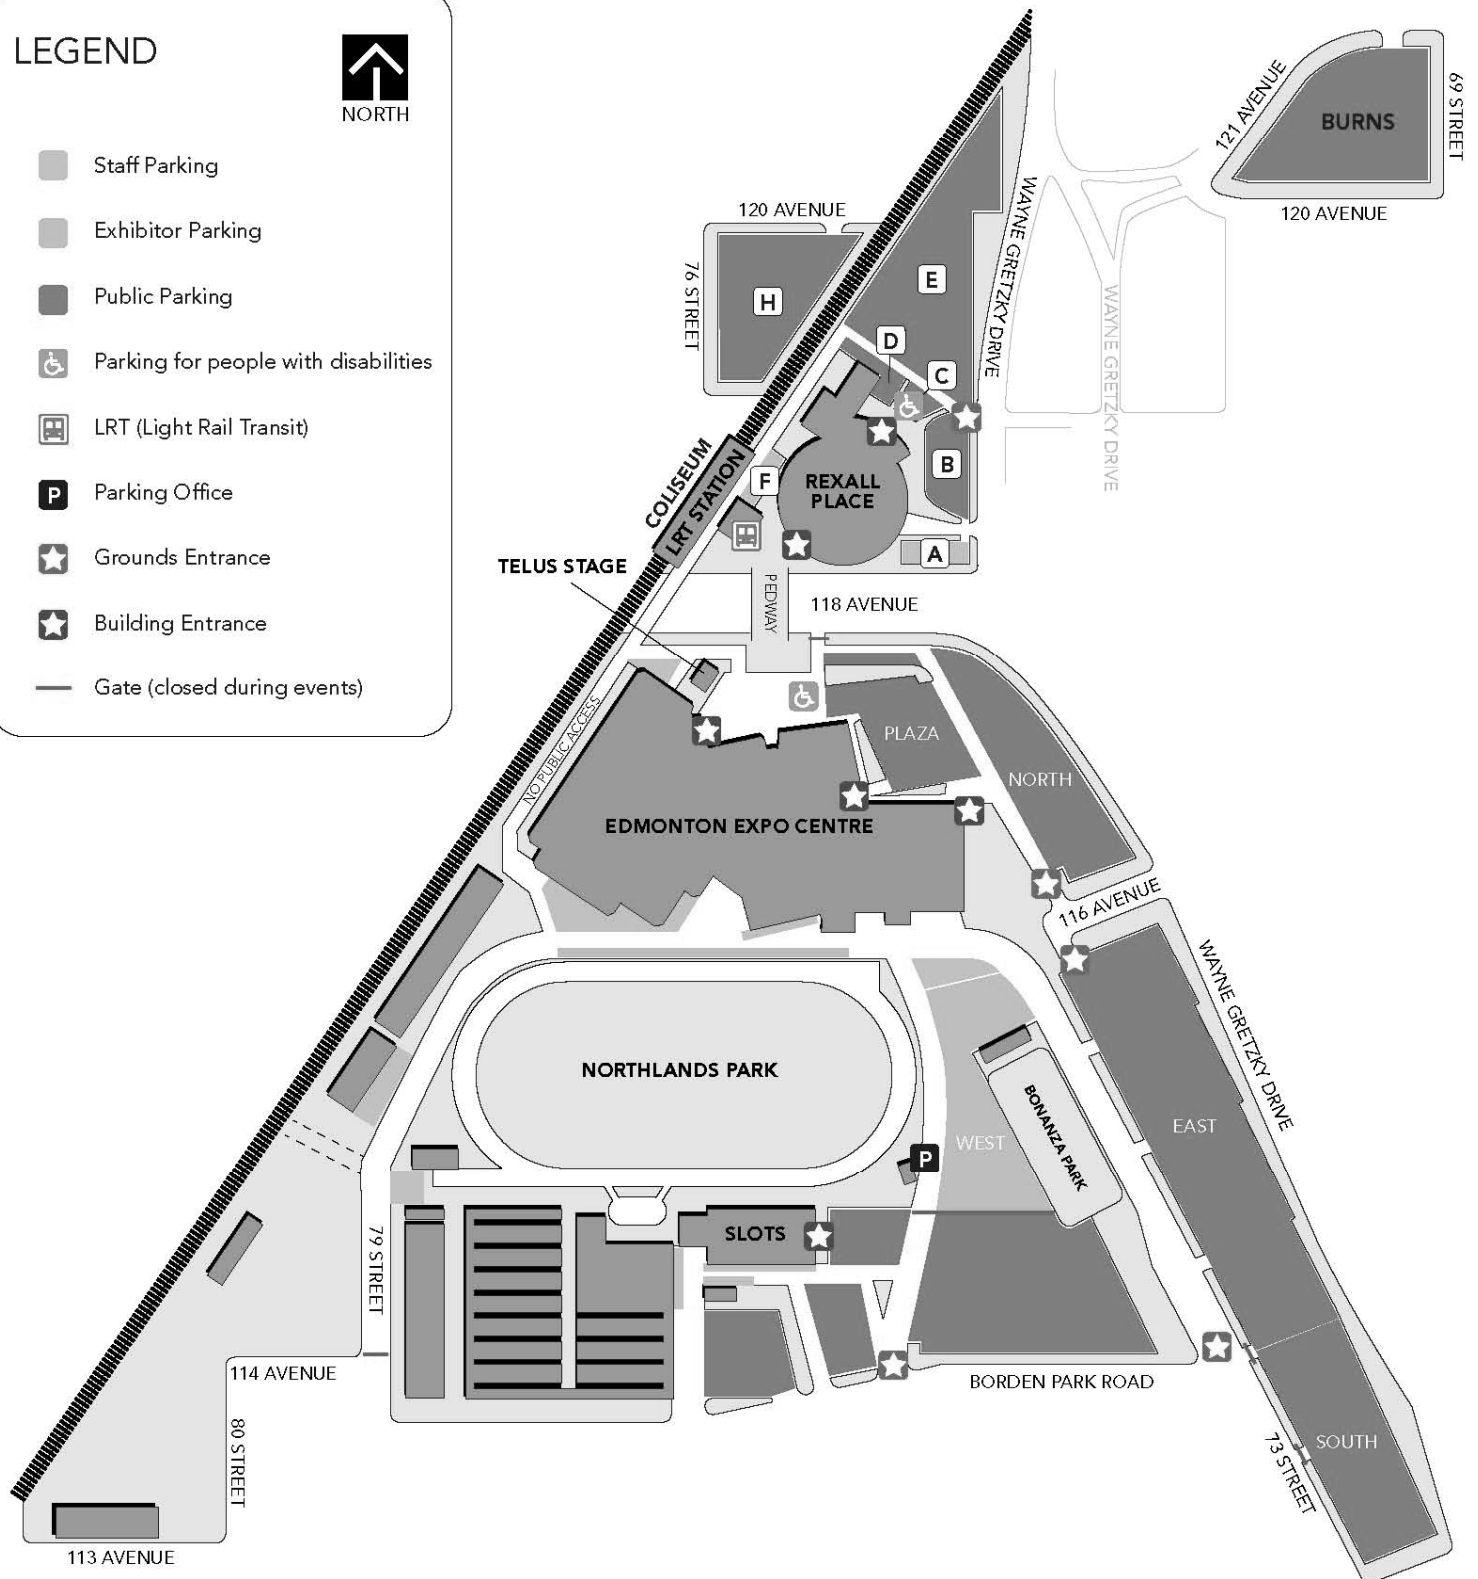 LEGEND
NORTH
Staff Parking
Exhibitor Parking
Public Parking
Parking for people with disabilities
LRT (Light Rail Transit)
P
Parking Office
Grounds Entrance
Building Entrance
Gate (closed during events)
121 AVENUE
BURNS
69 STREET
120 AVENUE
120 AVENUE
76 STREET
H
E
WAYNE GRETZKY DRIVE
WAYNE GRETZKY DRIVE
D
C
B
F
A
REXALL
PLACE
COLISEUM
LRT STATION
TELUS STAGE
PEDWAY
118 AVENUE
NO PUBLIC ACCESS
PLAZA
NORTH
EDMONTON EXPO CENTRE
116 AVENUE
WAYNE GRETZKY DRIVE
NORTHLANDS PARK
BONANZA PARK
WEST
EAST
P
SLOTS
79 STREET
114 AVENUE
BORDEN PARK ROAD
80 STREET
73 STREET
SOUTH
113 AVENUE